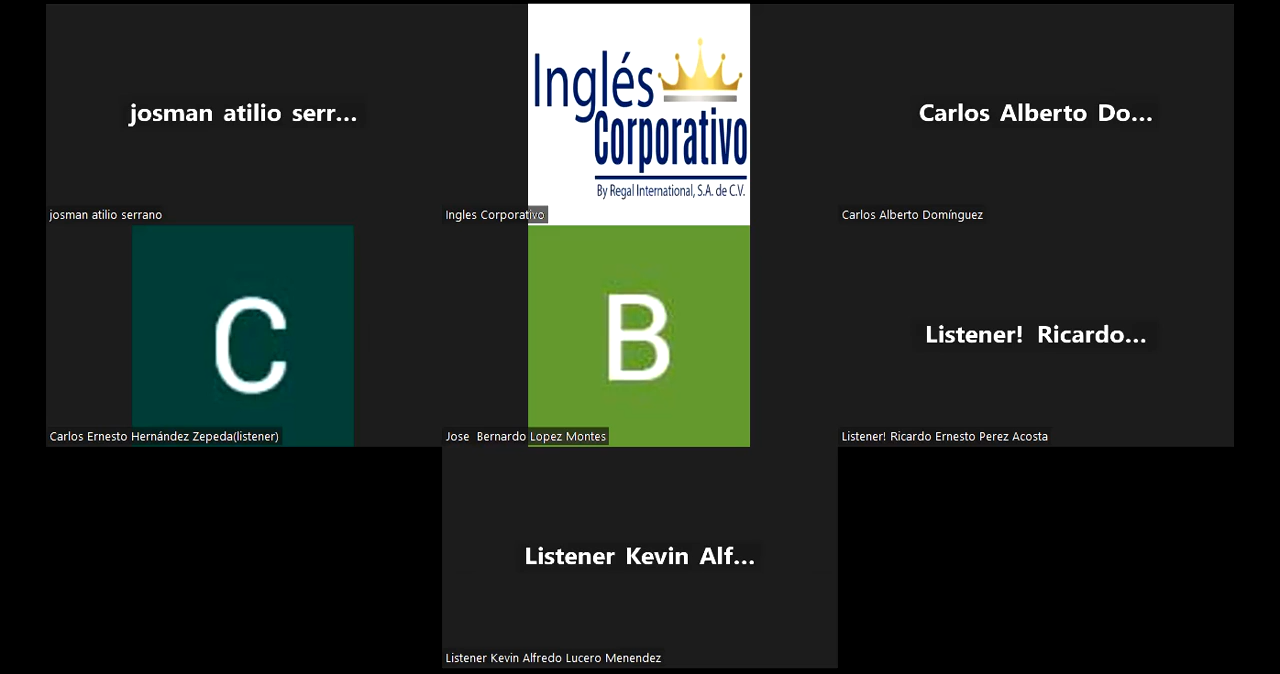 josman atilio serr...
josman atilio serrano
Inglés
Corporativo
By Regal International, S.A. de C.V.
Ingles Corporativo
Carlos Alberto Do...
Carlos Alberto Domínguez
C
Carlos Ernesto Hernández Zepeda(listener)
B
Jose Bernardo Lopez Montes
Listener! Ricardo...
Listener! Ricardo Ernesto Perez Acosta
Listener Kevin Alf...
Listener Kevin Alfredo Lucero Menendez